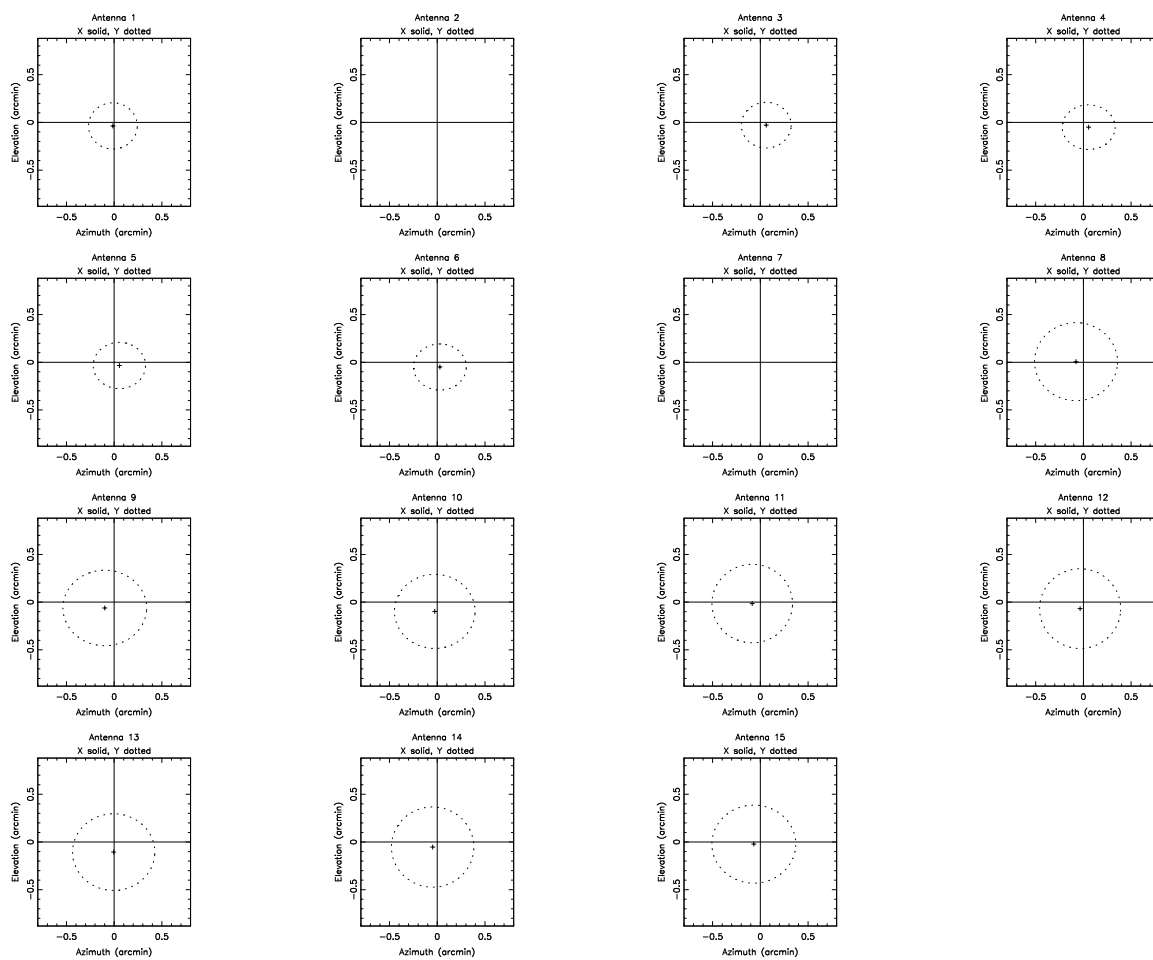 Antenna 1
X solid, Y dotted
Elevation (arcmin)
0.5
0
−0.5
−0.5 0 0.5
Azimuth (arcmin)
Antenna 2
X solid, Y dotted
Elevation (arcmin)
0.5
0
−0.5
−0.5 0 0.5
Azimuth (arcmin)
Antenna 3
X solid, Y dotted
Elevation (arcmin)
0.5
0
−0.5
−0.5 0 0.5
Azimuth (arcmin)
Antenna 4
X solid, Y dotted
Elevation (arcmin)
0.5
0
−0.5
−0.5 0 0.5
Azimuth (arcmin)
Antenna 5
X solid, Y dotted
Elevation (arcmin)
0.5
0
−0.5
−0.5 0 0.5
Azimuth (arcmin)
Antenna 6
X solid, Y dotted
Elevation (arcmin)
0.5
0
−0.5
−0.5 0 0.5
Azimuth (arcmin)
Antenna 7
X solid, Y dotted
Elevation (arcmin)
0.5
0
−0.5
−0.5 0 0.5
Azimuth (arcmin)
Antenna 8
X solid, Y dotted
Elevation (arcmin)
0.5
0
−0.5
−0.5 0 0.5
Azimuth (arcmin)
Antenna 9
X solid, Y dotted
Elevation (arcmin)
0.5
0
−0.5
−0.5 0 0.5
Azimuth (arcmin)
Antenna 10
X solid, Y dotted
Elevation (arcmin)
0.5
0
−0.5
−0.5 0 0.5
Azimuth (arcmin)
Antenna 11
X solid, Y dotted
Elevation (arcmin)
0.5
0
−0.5
−0.5 0 0.5
Azimuth (arcmin)
Antenna 12
X solid, Y dotted
Elevation (arcmin)
0.5
0
−0.5
−0.5 0 0.5
Azimuth (arcmin)
Antenna 13
X solid, Y dotted
Elevation (arcmin)
0.5
0
−0.5
−0.5 0 0.5
Azimuth (arcmin)
Antenna 14
X solid, Y dotted
Elevation (arcmin)
0.5
0
−0.5
−0.5 0 0.5
Azimuth (arcmin)
Antenna 15
X solid, Y dotted
Elevation (arcmin)
0.5
0
−0.5
−0.5 0 0.5
Azimuth (arcmin)